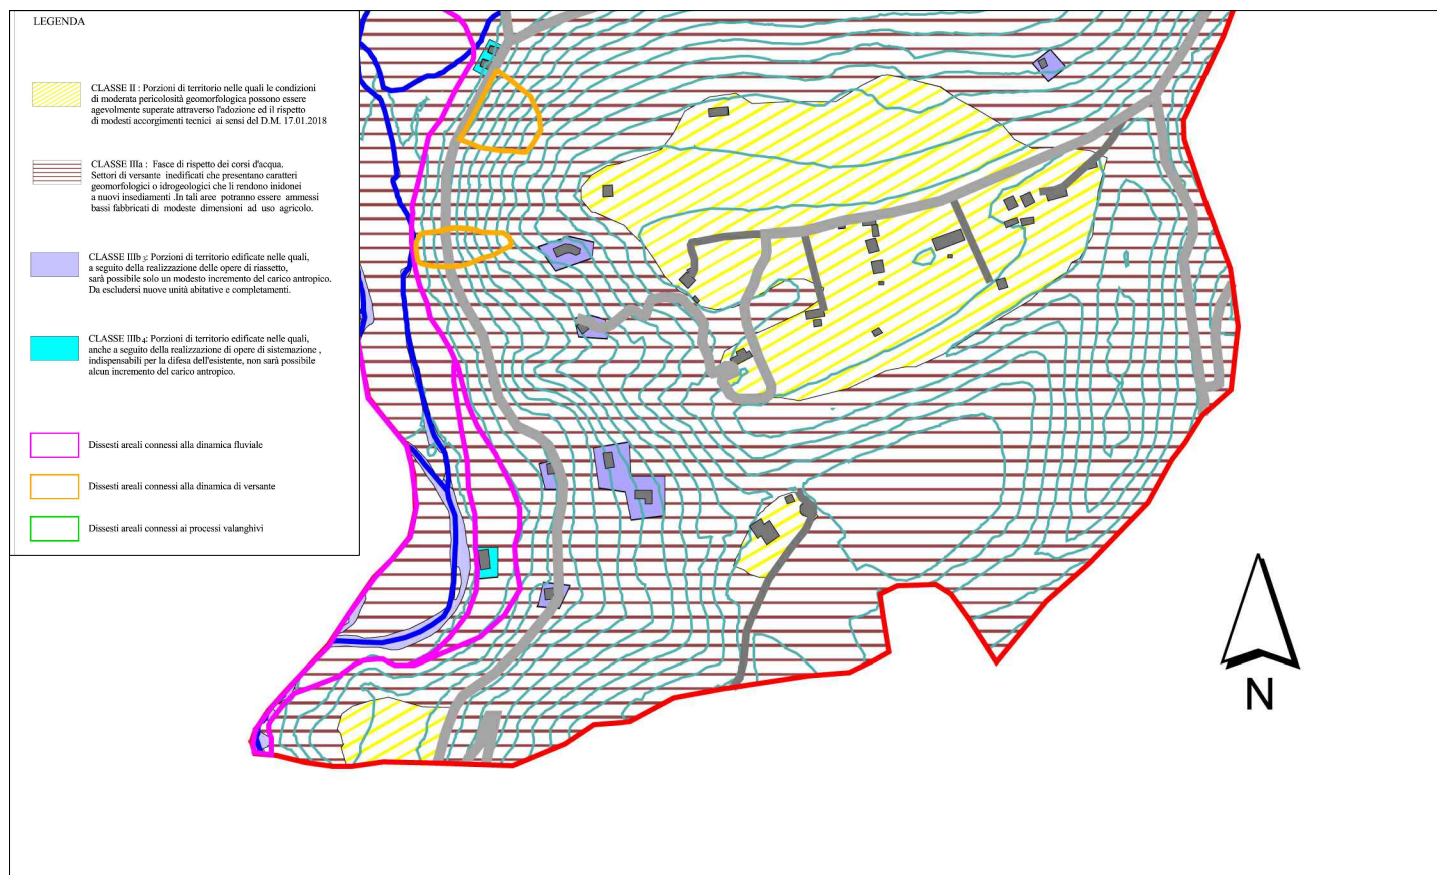 LEGENDA
CLASSE II : Porzioni di territorio nelle quali le condizioni
di moderata pericolosità geomorfologica possono essere
agevolmente superate attraverso l'adozione ed il rispetto
di modesti accorgimenti tecnici ai sensi del D.M. 17.01.2018
CLASSE IIIa : Fasce di rispetto dei corsi d'acqua.
Settori di versante inedificati che presentano caratteri
geomorfologici o idrogeologici che li rendono inidonei
a nuovi insediamenti .In tali aree potranno essere ammessi
bassi fabbricati di modeste dimensioni ad uso agricolo.
CLASSE IIIb 3: Porzioni di territorio edificate nelle quali,
a seguito della realizzazione delle opere di riassetto,
sarà possibile solo un modesto incremento del carico antropico.
Da escludersi nuove unità abitative e completamenti.
CLASSE IIIb 4: Porzioni di territorio edificate nelle quali,
anche a seguito della realizzazione di opere di sistemazione ,
indispensabili per la difesa dell'esistente, non sarà possibile
alcun incremento del carico antropico.
Dissesti areali connessi alla dinamica fluviale
Dissesti areali connessi alla dinamica di versante
Dissesti areali connessi ai processi valanghivi
N